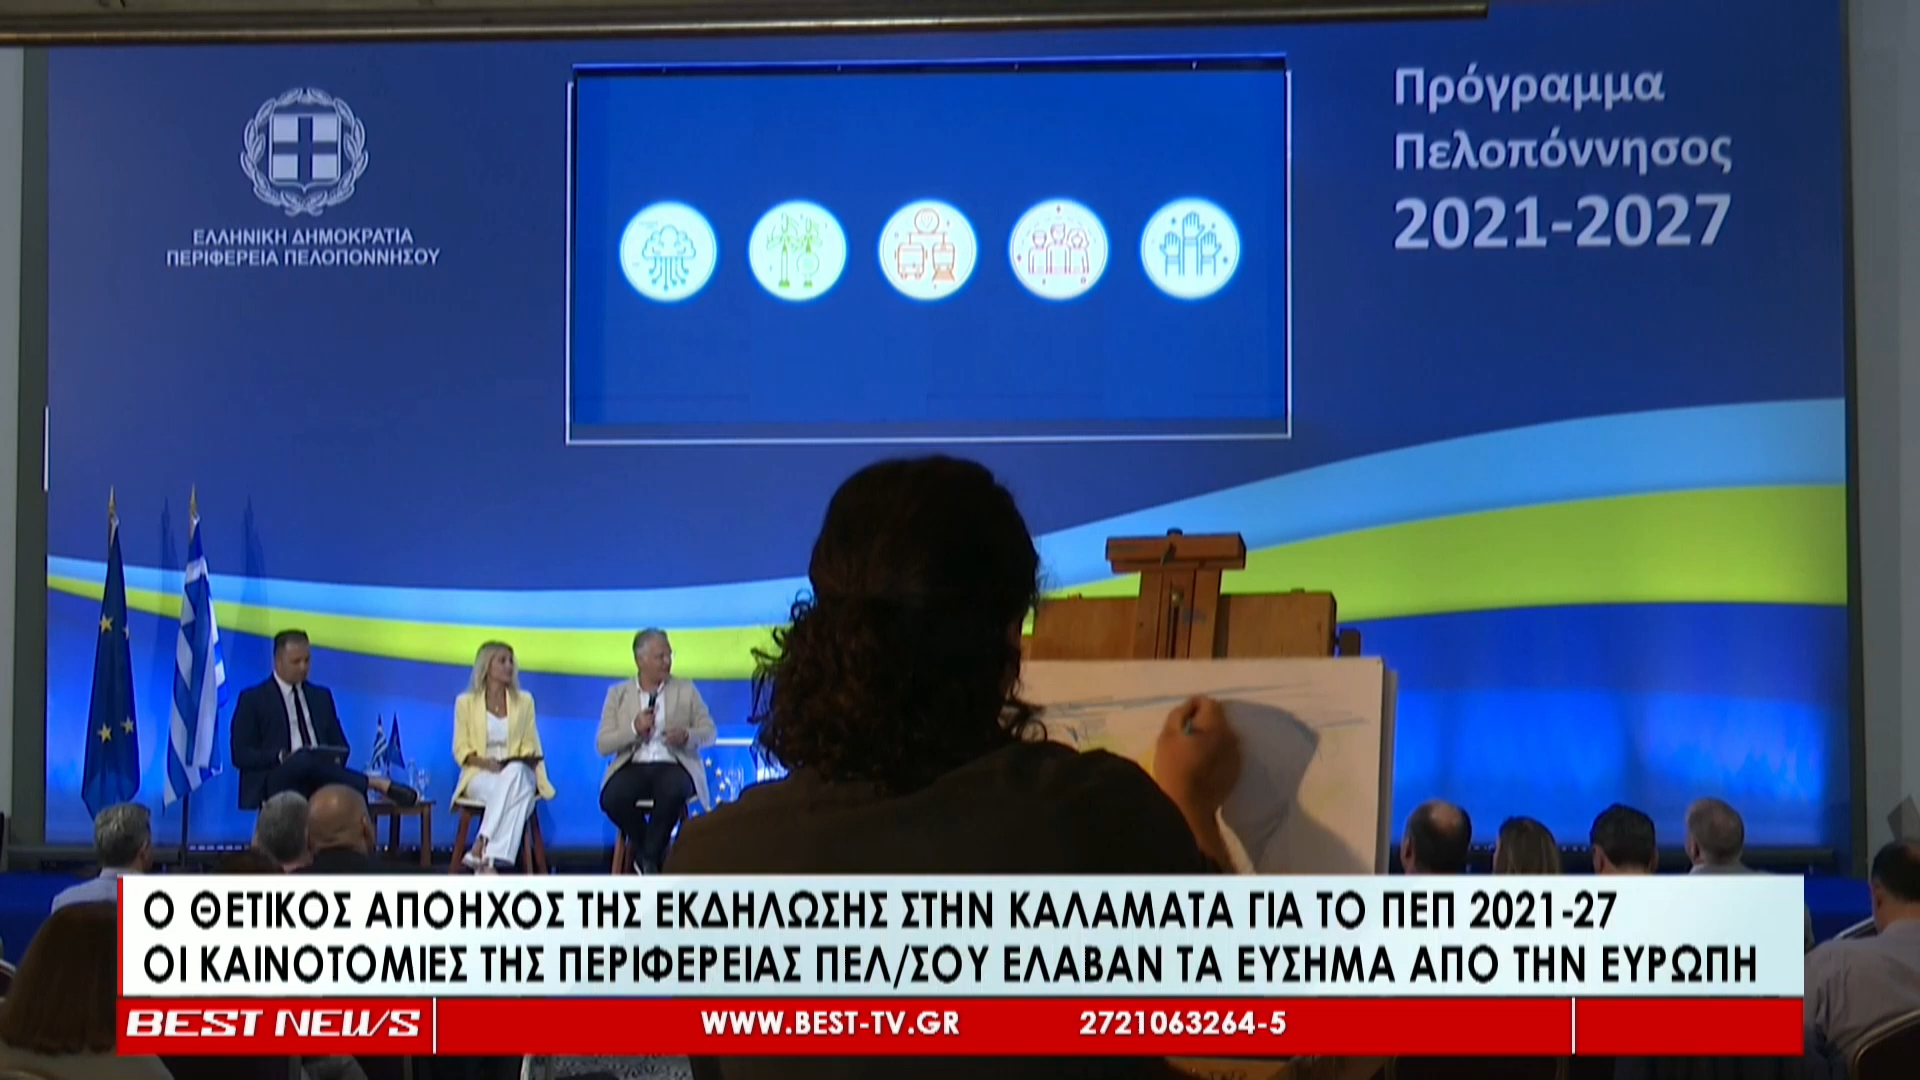 ΕΛΛΗΝΙΚΗ ΔΗΜΟΚΡΑΤΙΑ
ΠΕΡΙΦΕΡΕΙΑ ΠΕΛΟΠΟΝΝΗΣΟΥ
Πρόγραμμα
Πελοπόννησος
2021-2027
Ο ΘΕΤΙΚΟΣ ΑΠΟΗΧΟΣ ΤΗΣ ΕΚΔΗΛΩΣΗΣ ΣΤΗΝ ΚΑΛΑΜΑΤΑ ΓΙΑ ΤΟ ΠΕΠ 2021-27
ΟΙ ΚΑΙΝΟΤΟΜΙΕΣ ΤΗΣ ΠΕΡΙΦΕΡΕΙΑΣ ΠΕΛ/ΣΟΥ ΕΛΑΒΑΝ ΤΑ ΕΥΣΗΜΑ ΑΠΟ ΤΗΝ ΕΥΡΩΠΗ
BEST NEWS
WWW.BEST-TV.GR
2721063264-5